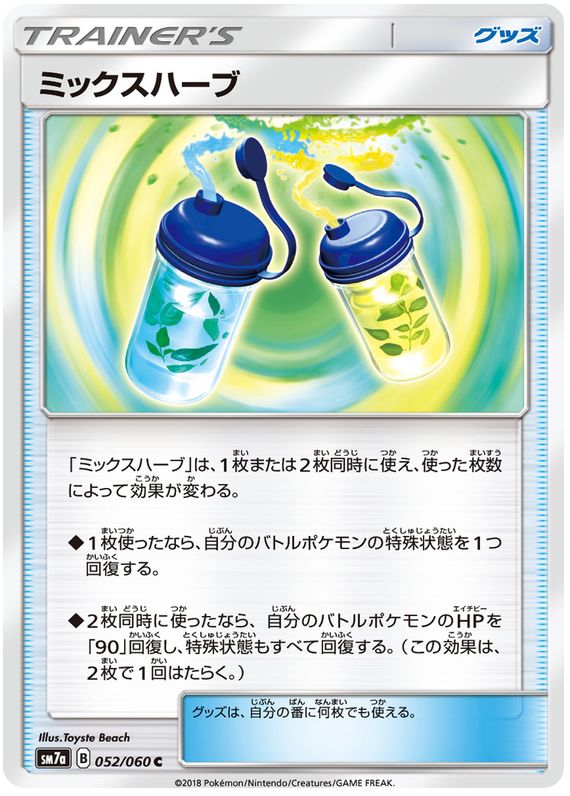 TRAINER'S
グッズ
ミックスハーブ
「ミックスハーブ」は、1枚または2枚同時に使え、使った枚数
によって効果が変わる。
◆1枚使ったなら、自分のバトルポケモンの特殊状態を1つ
回復する。
◆2枚同時に使ったなら、自分のバトルポケモンのHPを
「90」回復し、特殊状態もすべて回復する。（この効果は、
2枚で1回はたらく。）
グッズは、自分の番に何枚でも使える。
Illus.Toyste Beach
SM7a B 052/060 C
©2018 Pokémon/Nintendo/Creatures/GAME FREAK.